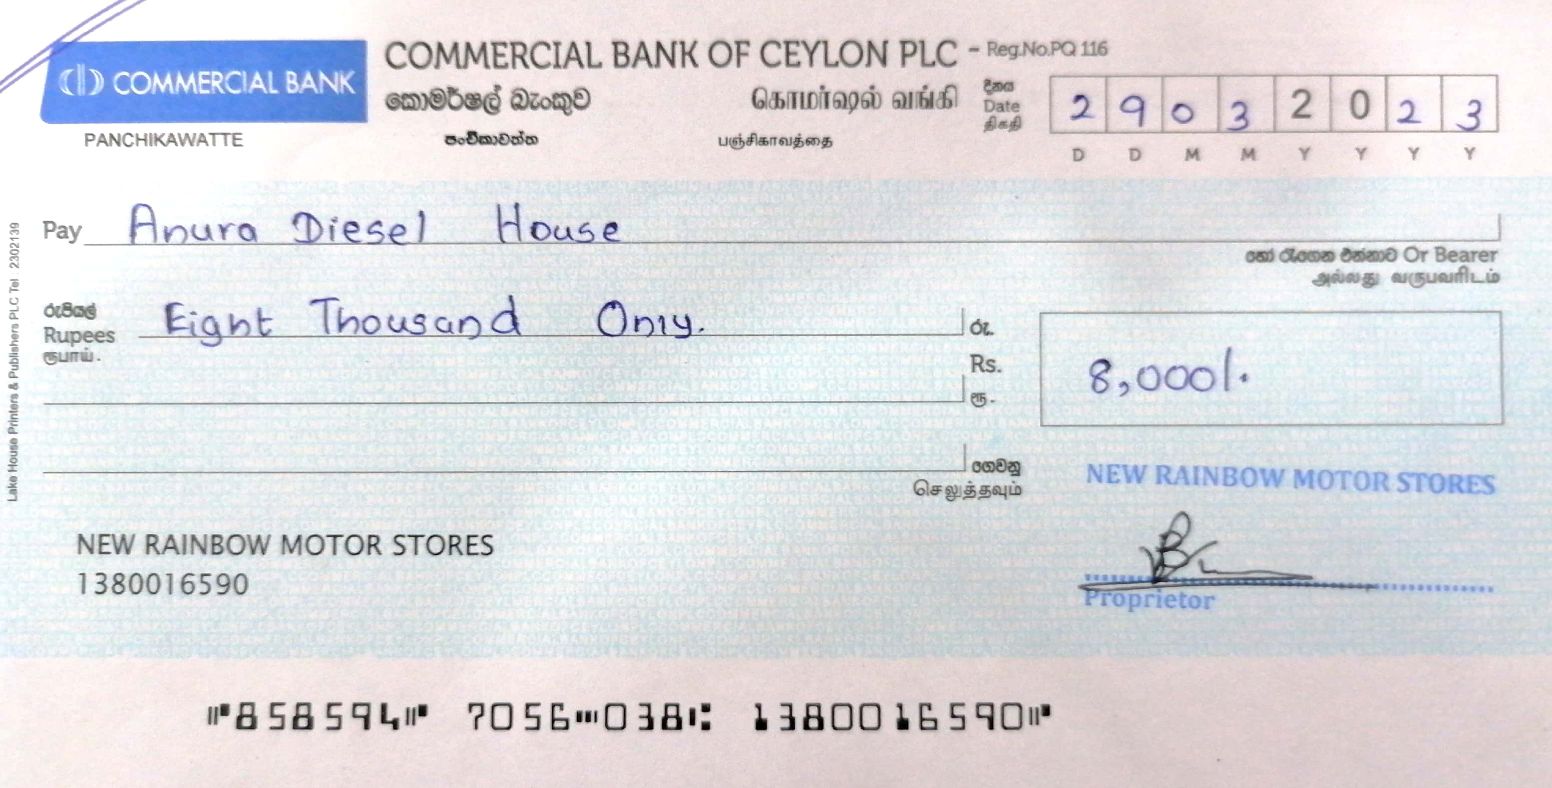 COMMERCIAL BANK
COMMERCIAL BANK OF CEYLON PLC - Reg.No.PQ 116
කොමර්ෂල් බැංකුව கொமர்ஷல் வங்கி
PANCHIKAWATTE පංචිකාවත්ත பஞ்சிகாவத்தை
දිනය
Date
திகதி
2 9 0 3 2 0 2 3
D D M M Y Y Y Y
Pay Anura Diesel House
හෝ රැගෙන එන්නාට Or Bearer
அல்லது வருபவரிடம்
රුපියල්
Rupees Eight Thousand Only.
ரூபாய்.
රු.
Rs. 8,000/.
ரூ.
ගෙවනු
செலுத்தவும்
NEW RAINBOW MOTOR STORES
Proprietor
NEW RAINBOW MOTOR STORES
1380016590
⑈858594⑈ 7056⑉038⑆ 1380016590⑈
Lake House Printers & Publishers PLC Tel 2302139